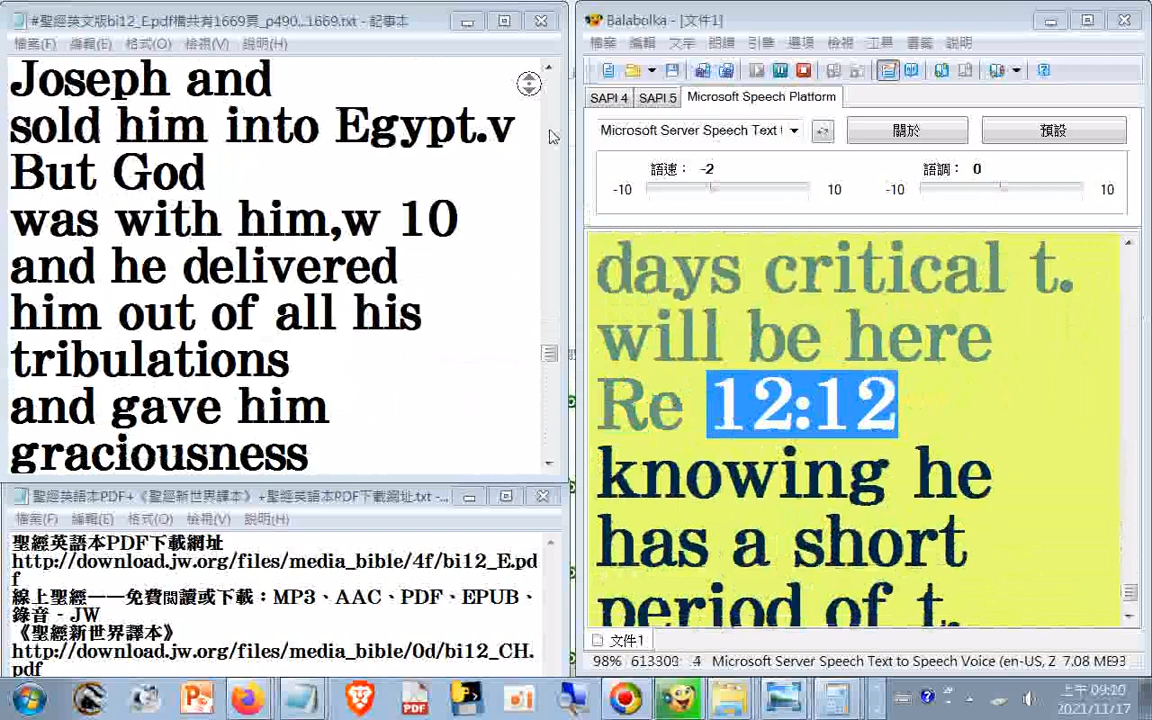 #聖經英文版bi12_E.pdf檔共有1669頁_p490...1669.txt - 記事本
檔案(F) 編輯(E) 格式(O) 檢視(V) 說明(H)
Joseph and
sold him into Egypt.v
But God
was with him,w 10
and he delivered
him out of all his
tribulations
and gave him
graciousness
聖經英語本PDF+《聖經新世界譯本》+聖經英語本PDF下載網址.txt - ...
檔案(F) 編輯(E) 格式(O) 檢視(V) 說明(H)
聖經英語本PDF下載網址
http://download.jw.org/files/media_bible/4f/bi12_E.pd
f
線上聖經——免費閱讀或下載：MP3、AAC、PDF、EPUB、
錄音 - JW
《聖經新世界譯本》
http://download.jw.org/files/media_bible/0d/bi12_CH.
pdf
Balabolka - [文件1]
檔案 編輯 文字 朗讀 引擎 選項 檢視 工具 書籤 說明
SAPI 4 SAPI 5 Microsoft Speech Platform
Microsoft Server Speech Text 關於 預設
語速： -2 語調： 0
-10 10 -10 10
days critical t.
will be here
Re 12:12
knowing he
has a short
period of t.
文件1
98% 613308 4 Microsoft Server Speech Text to Speech Voice (en-US, Z 7.08 ME93
PDF
上午 09:20
2021/11/17